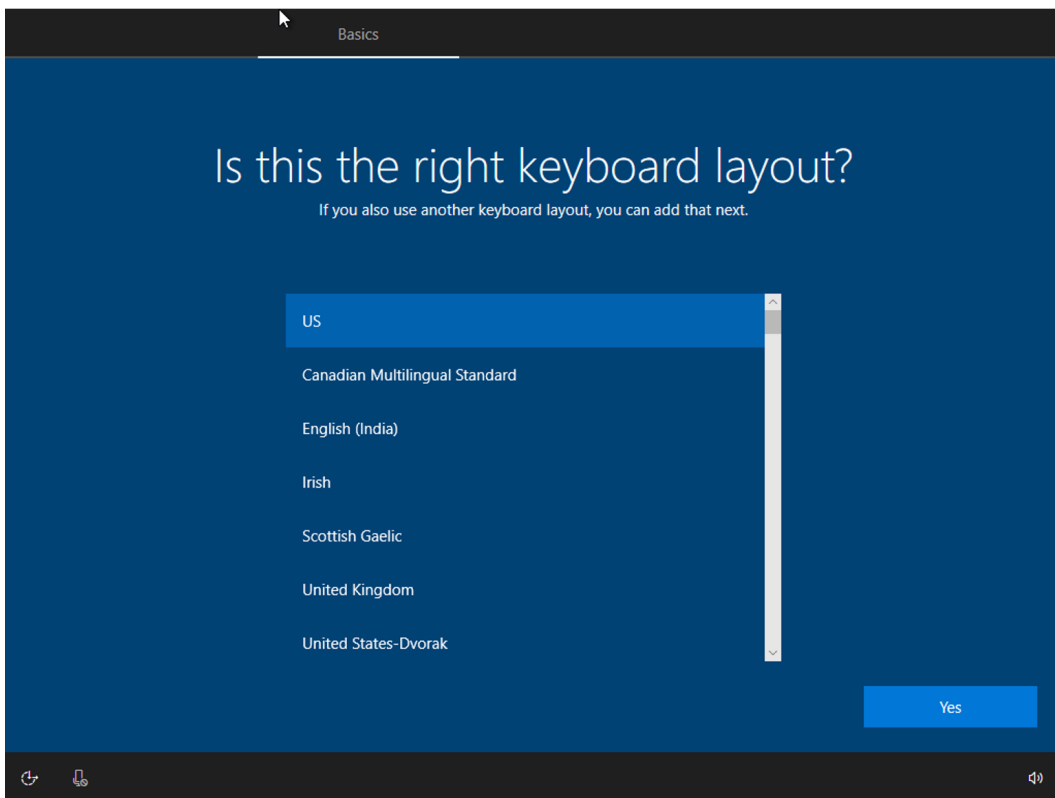 Basics
Is this the right keyboard layout?
If you also use another keyboard layout, you can add that next.
US
Canadian Multilingual Standard
English (India)
Irish
Scottish Gaelic
United Kingdom
United States-Dvorak
Yes